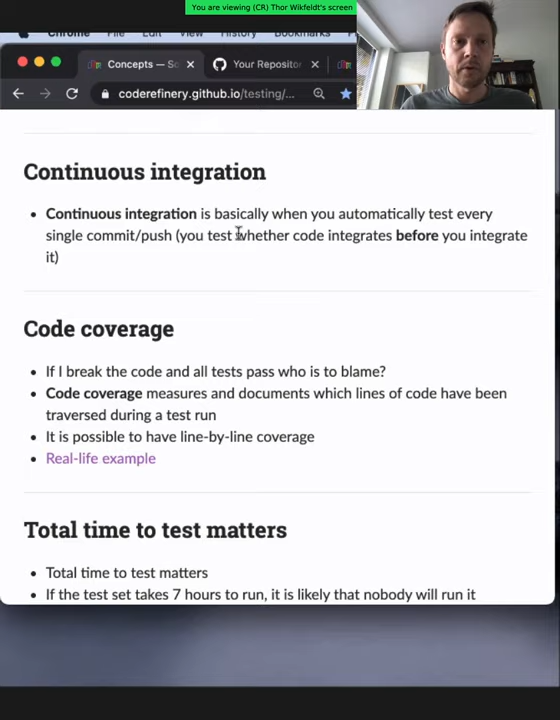 You are viewing (CR) Thor Wikfeldt's screen
Chrome File Edit View History Bookmarks
Concepts — So
Your Repositor
coderefinery.github.io/testing/...
Continuous integration
• Continuous integration is basically when you automatically test every
single commit/push (you test whether code integrates before you integrate
it)
Code coverage
• If I break the code and all tests pass who is to blame?
• Code coverage measures and documents which lines of code have been
traversed during a test run
• It is possible to have line-by-line coverage
• Real-life example
Total time to test matters
• Total time to test matters
• If the test set takes 7 hours to run, it is likely that nobody will run it